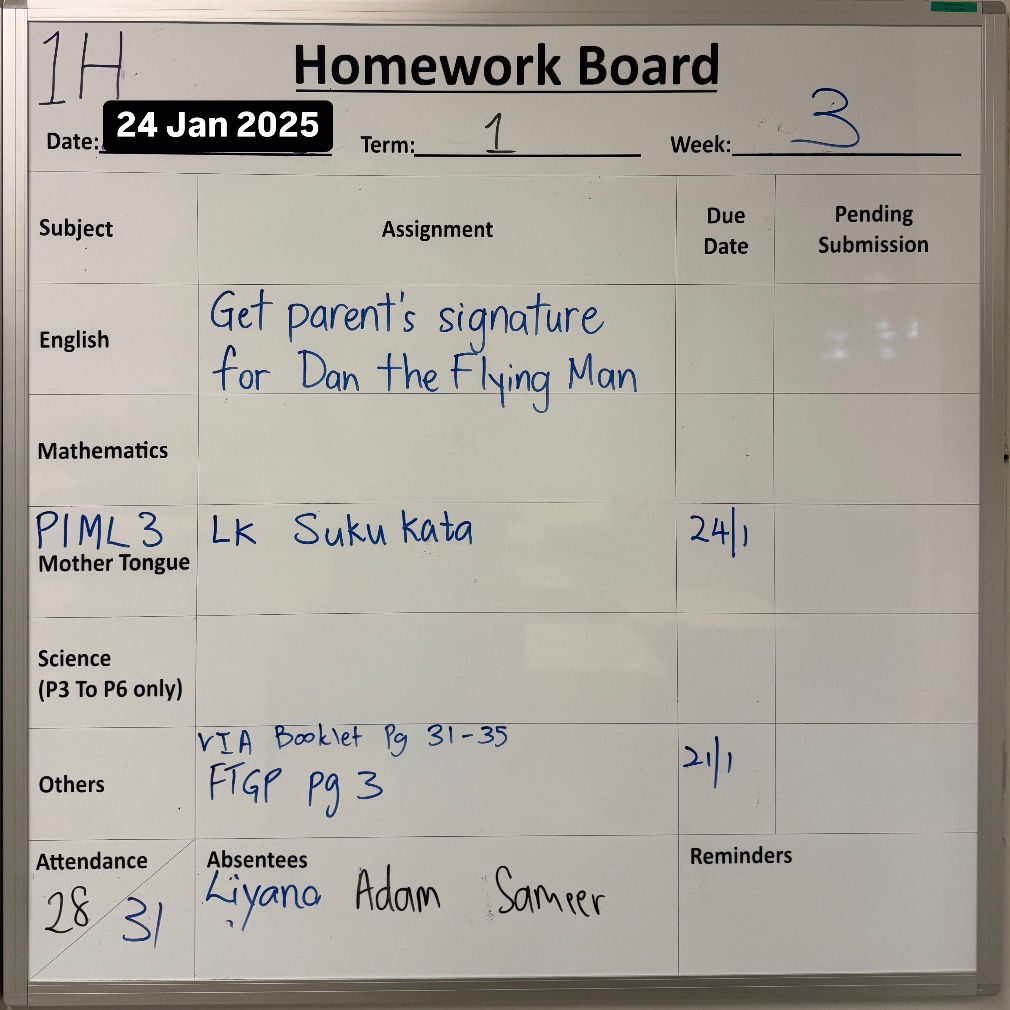 1H
Homework Board
Date: 24 Jan 2025 Term: 1 Week: 3
Subject Assignment Due Date Pending Submission
English Get parent's signature
for Dan the Flying Man
Mathematics
PIML 3 LK Suku kata 24/1
Mother Tongue
Science
(P3 To P6 only)
VIA Booklet Pg 31-35
Others FTGP pg 3 21/1
Attendance Absentees Reminders
28/31 Liyana Adam Sameer